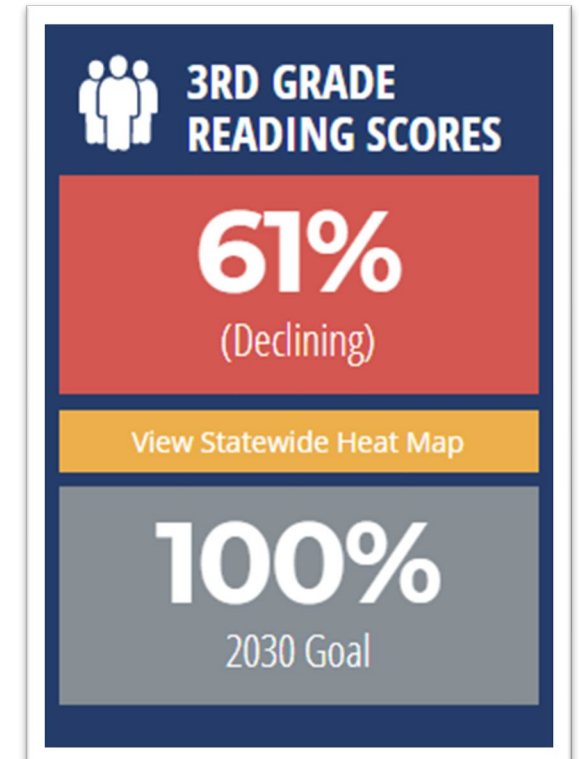 3RD GRADE
READING SCORES
61%
(Declining)
View Statewide Heat Map
100%
2030 Goal